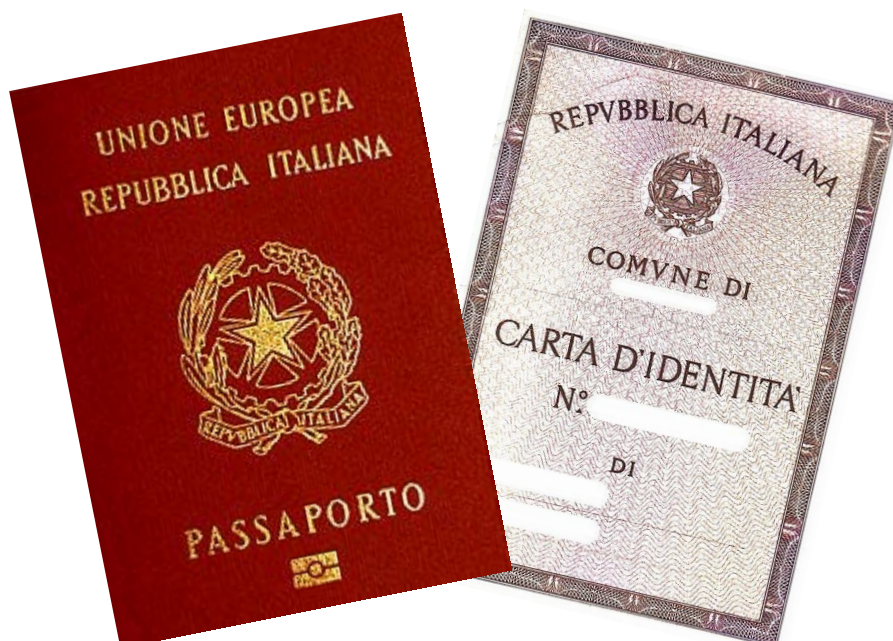 UNIONE EUROPEA
REPUBBLICA ITALIANA
REPVBBLICA ITALIANA
PASSAPORTO
REPVBBLICA ITALIANA
COMVNE DI
CARTA D'IDENTITA'
N.º
DI